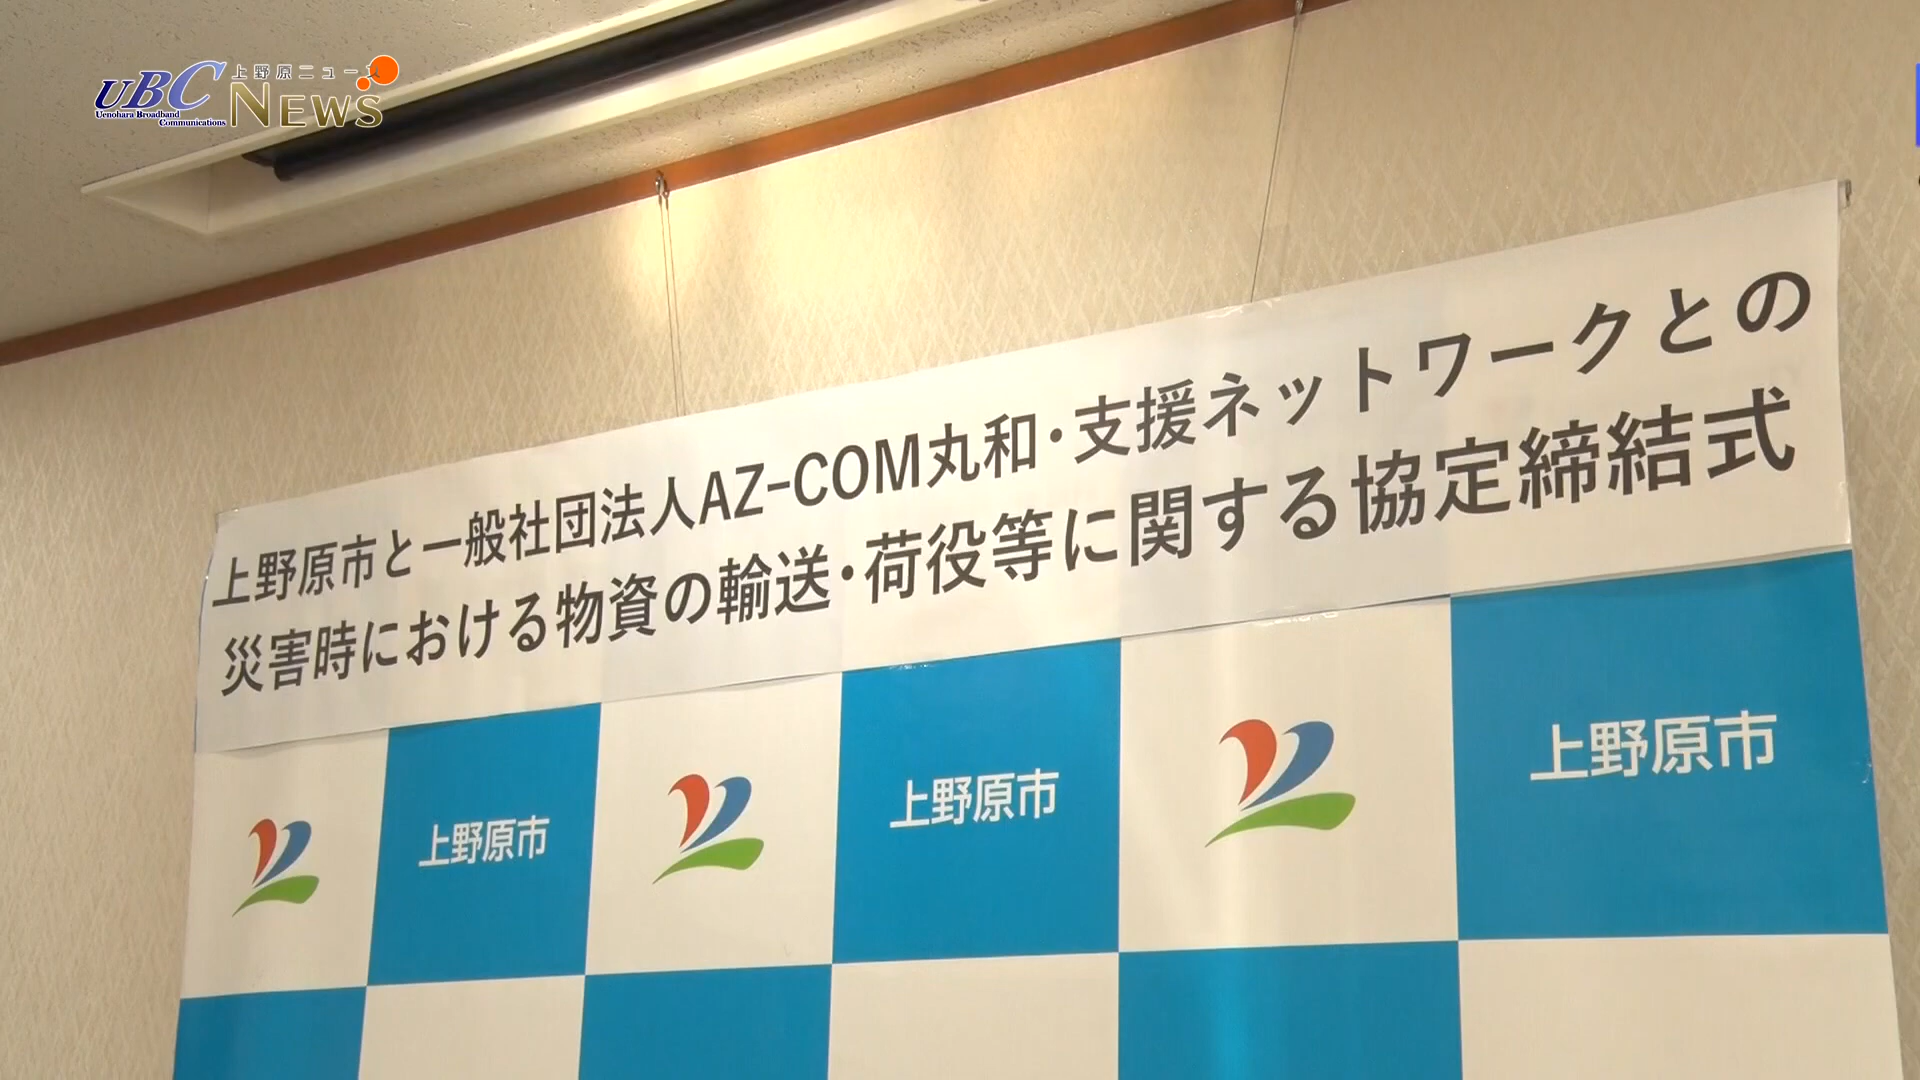 上野原ニュース
UBC NEWS
Uenohara Broadband
Communications
上野原市と一般社団法人AZ-COM丸和・支援ネットワークとの
災害時における物資の輸送・荷役等に関する協定締結式
上野原市
上野原市
上野原市